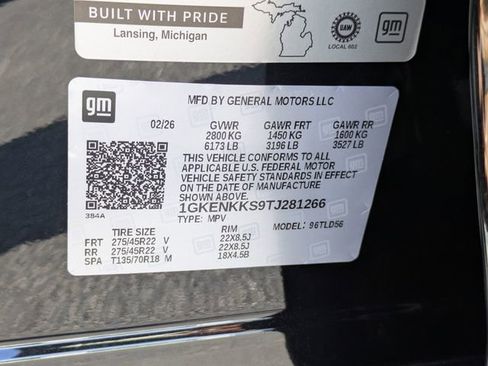 BUILT WITH PRIDE
Lansing, Michigan
UAW
LOCAL 602
gm
gm
MFD BY GENERAL MOTORS LLC
02/26 GVWR GAWR FRT GAWR RR
2800 KG 1450 KG 1600 KG
6173 LB 3196 LB 3527 LB
THIS VEHICLE CONFORMS TO ALL
APPLICABLE U.S. FEDERAL MOTOR
VEHICLE SAFETY STANDARDS IN EFFECT
ON THE DATE OF MANUFACTURE
SHOWN ABOVE.
1GKENKKS9TJ281266
3B4A
TYPE: MPV MODEL: 96TLD56
TIRE SIZE RIM
FRT 275/45R22 V 22X8.5J
RR 275/45R22 V 22X8.5J
SPA T135/70R18 M 18X4.5B